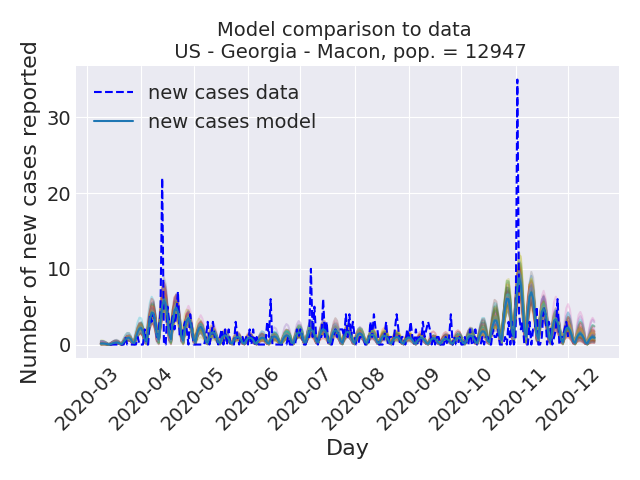 Model comparison to data
US - Georgia - Macon, pop. = 12947
Number of new cases reported
new cases data
new cases model
30
20
10
0
2020-03
2020-04
2020-05
2020-06
2020-07
2020-08
2020-09
2020-10
2020-11
2020-12
Day